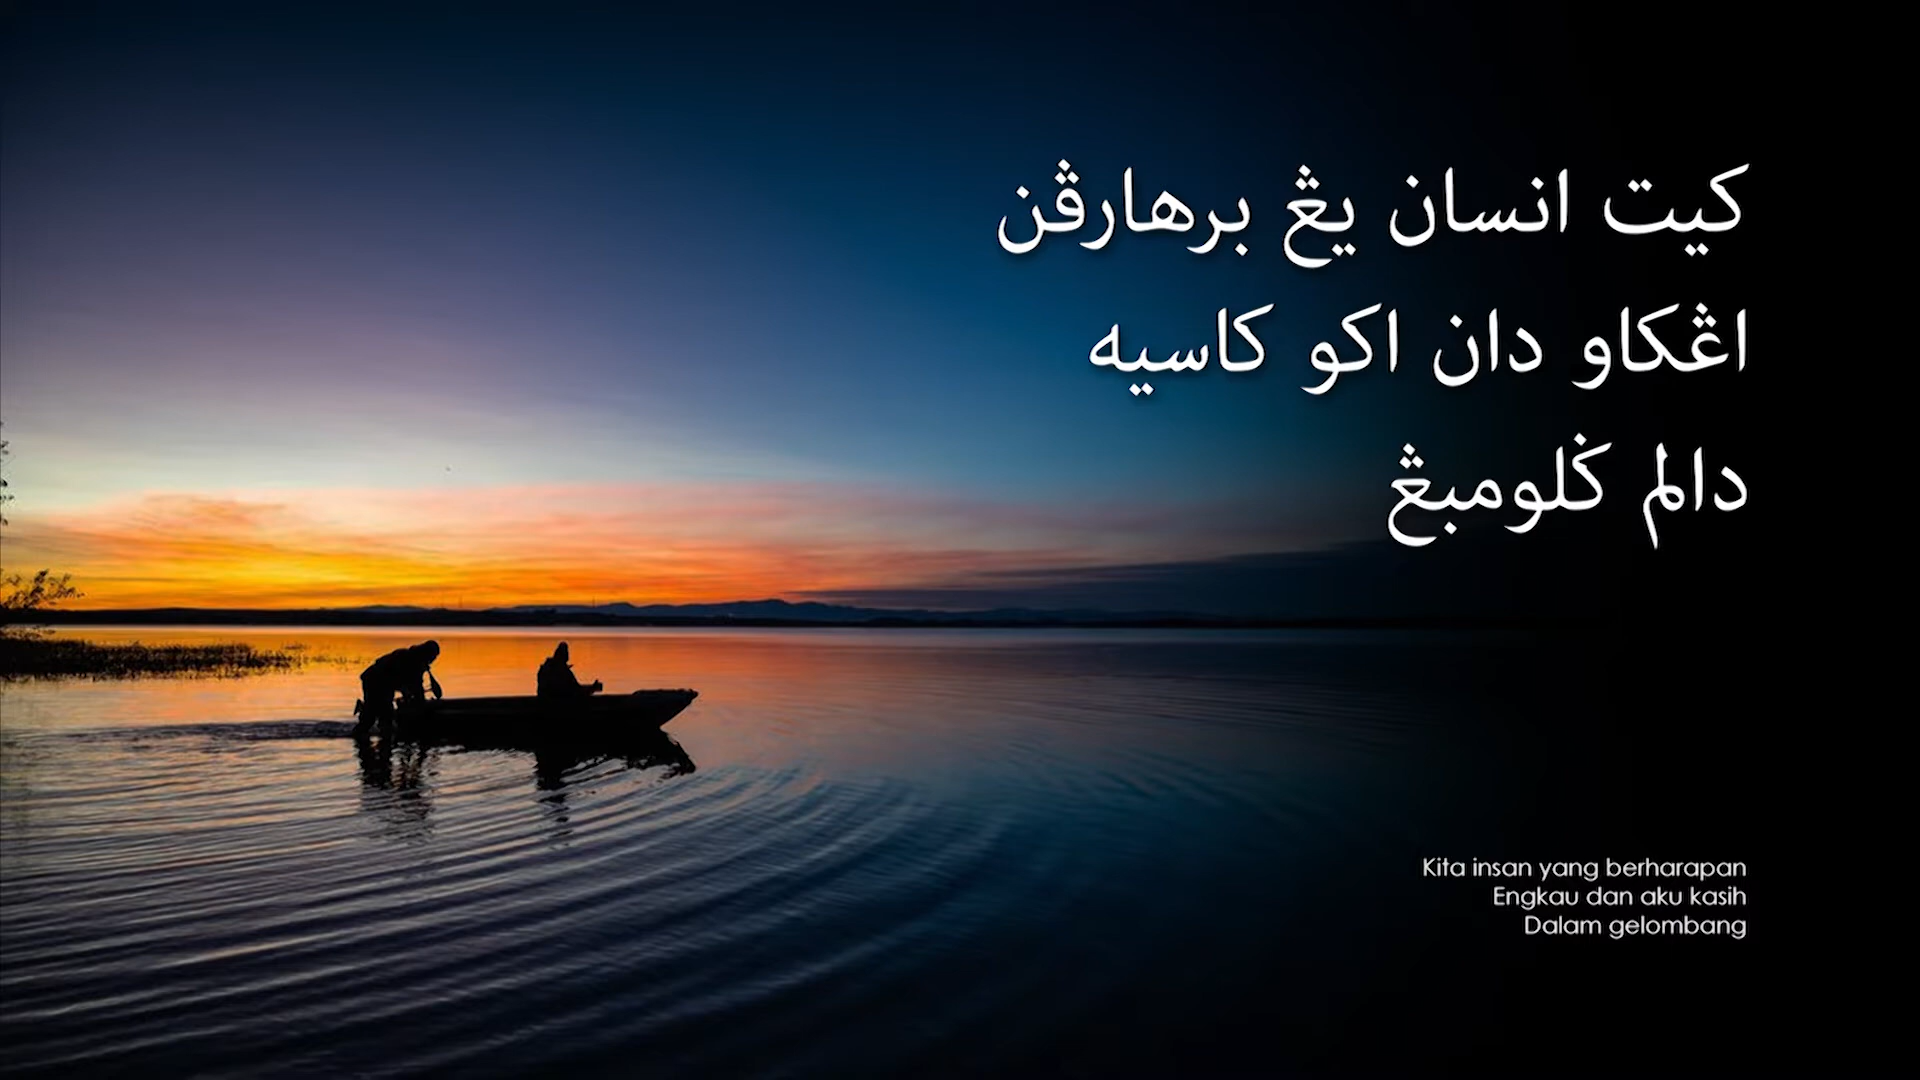 کيت انسان يڠ برهارڤن
اڠکاو دان اکو کاسيه
دالم ݢلومبڠ
Kita insan yang berharapan
Engkau dan aku kasih
Dalam gelombang